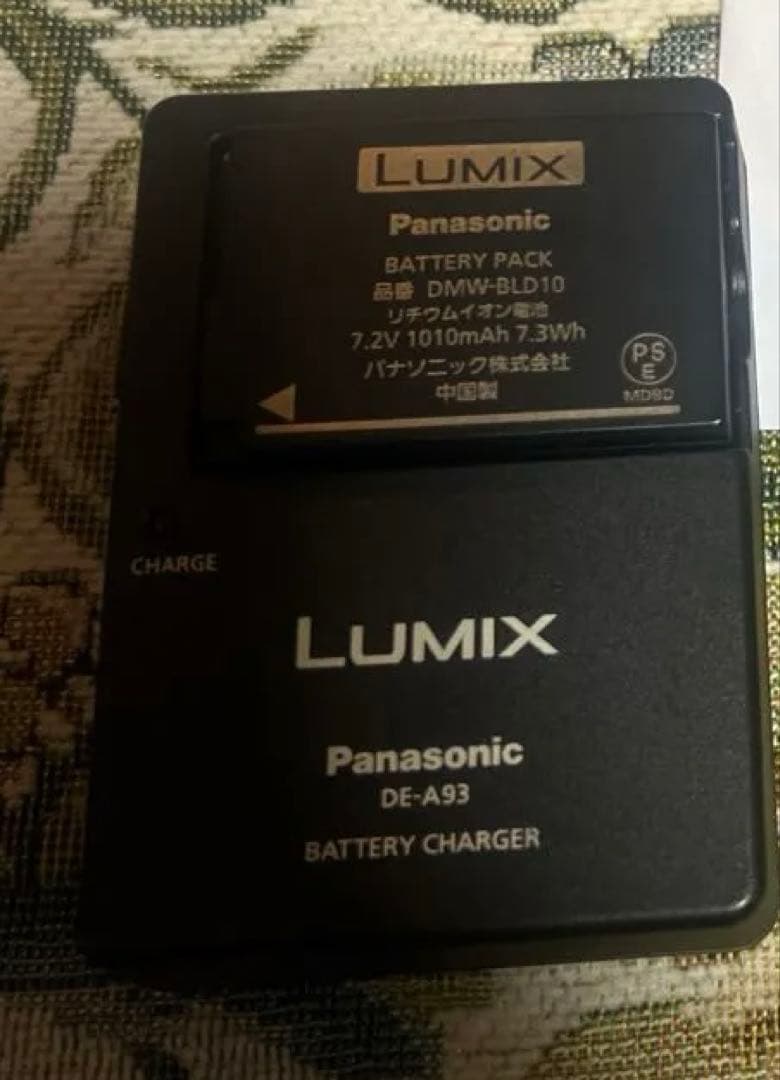 LUMIX
Panasonic
BATTERY PACK
品番 DMW-BLD10
リチウムイオン電池
7.2V 1010mAh 7.3Wh
パナソニック株式会社
中国製
PS
E
MDBD
CHARGE
LUMIX
Panasonic
DE-A93
BATTERY CHARGER